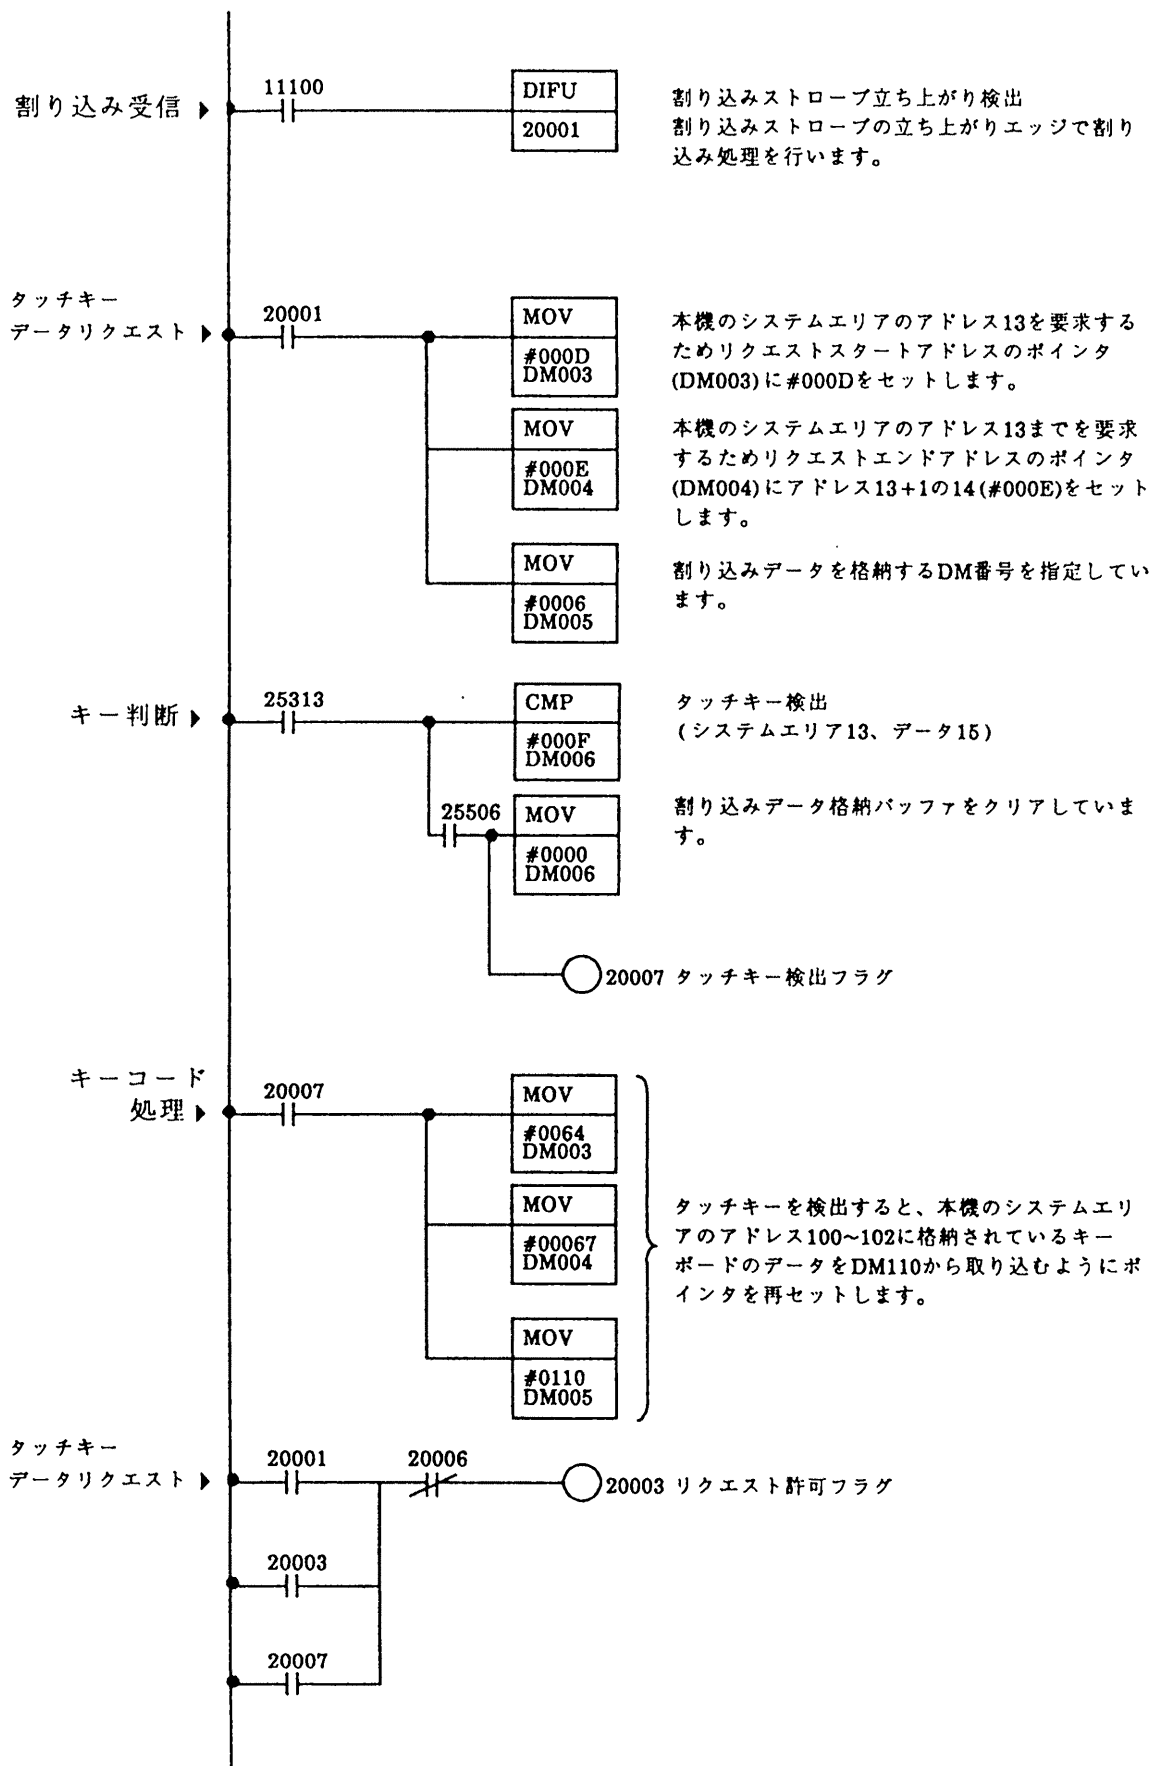 割り込み受信
11100
DIFU
20001
割り込みストローブ立ち上がり検出
割り込みストローブの立ち上がりエッジで割り
込み処理を行います。
タッチキー
データリクエスト
20001
MOV
#000D
DM003
本機のシステムエリアのアドレス13を要求する
ためリクエストスタートアドレスのポインタ
(DM003)に#000Dをセットします。
MOV
#000E
DM004
本機のシステムエリアのアドレス13までを要求
するためリクエストエンドアドレスのポインタ
(DM004)にアドレス13+1の14(#000E)をセット
します。
MOV
#0006
DM005
割り込みデータを格納するDM番号を指定してい
ます。
キー判断
25313
CMP
#000F
DM006
タッチキー検出
(システムエリア13、データ15)
25506
MOV
#0000
DM006
割り込みデータ格納バッファをクリアしていま
す。
20007 タッチキー検出フラグ
キーコード
処理
20007
MOV
#0064
DM003
MOV
#00067
DM004
MOV
#0110
DM005
タッチキーを検出すると、本機のシステムエリ
アのアドレス100~102に格納されているキー
ボードのデータをDM110から取り込むようにポ
インタを再セットします。
タッチキー
データリクエスト
20001
20006
20003 リクエスト許可フラグ
20003
20007